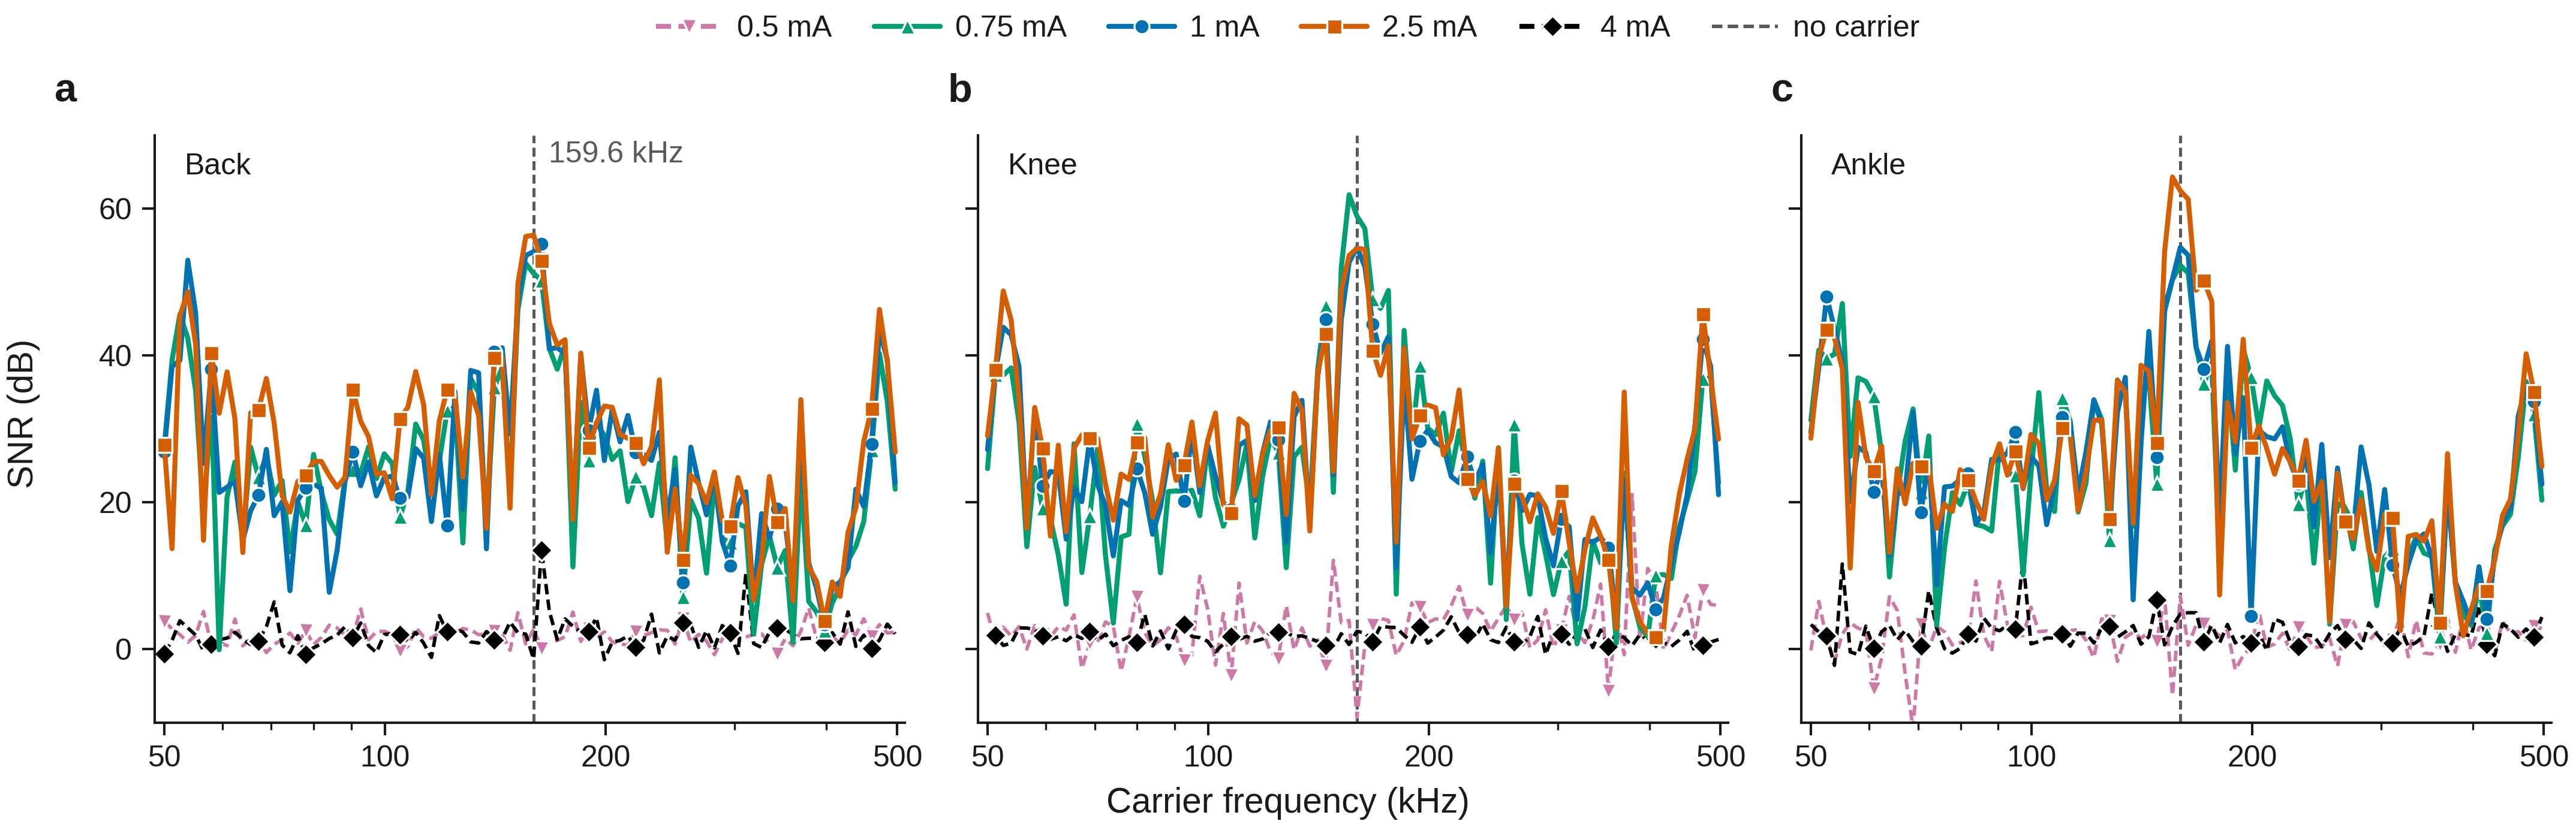 0.5 mA 0.75 mA 1 mA 2.5 mA 4 mA no carrier
a b c
Back 159.6 kHz Knee Ankle
SNR (dB)
60
40
20
0
50 100 200 500 50 100 200 500 50 100 200 500
Carrier frequency (kHz)